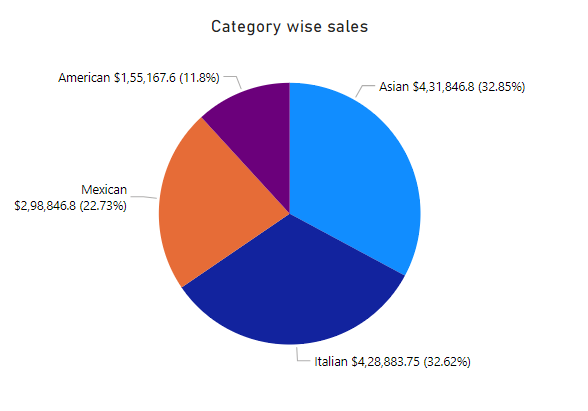 Category wise sales
American $1,55,167.6 (11.8%)
Asian $4,31,846.8 (32.85%)
Mexican
$2,98,846.8 (22.73%)
Italian $4,28,883.75 (32.62%)